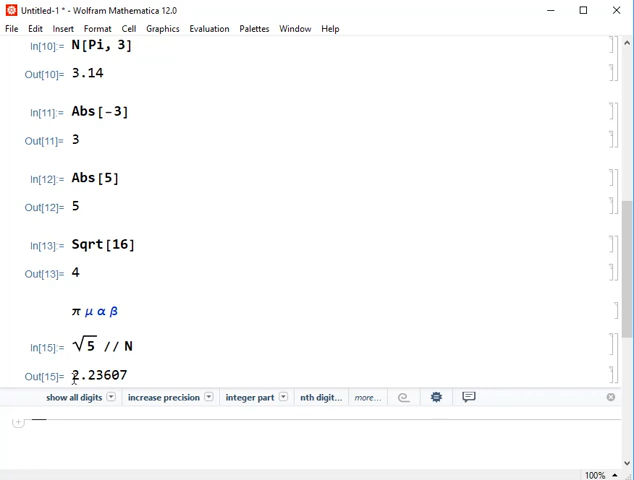 Untitled-1 * - Wolfram Mathematica 12.0
File Edit Insert Format Cell Graphics Evaluation Palettes Window Help
In[10]:= N[Pi, 3]
Out[10]= 3.14
In[11]:= Abs[-3]
Out[11]= 3
In[12]:= Abs[5]
Out[12]= 5
In[13]:= Sqrt[16]
Out[13]= 4
π μ α β
In[15]:= √5 // N
Out[15]= 2.23607
show all digits increase precision integer part nth digit... more...
100%